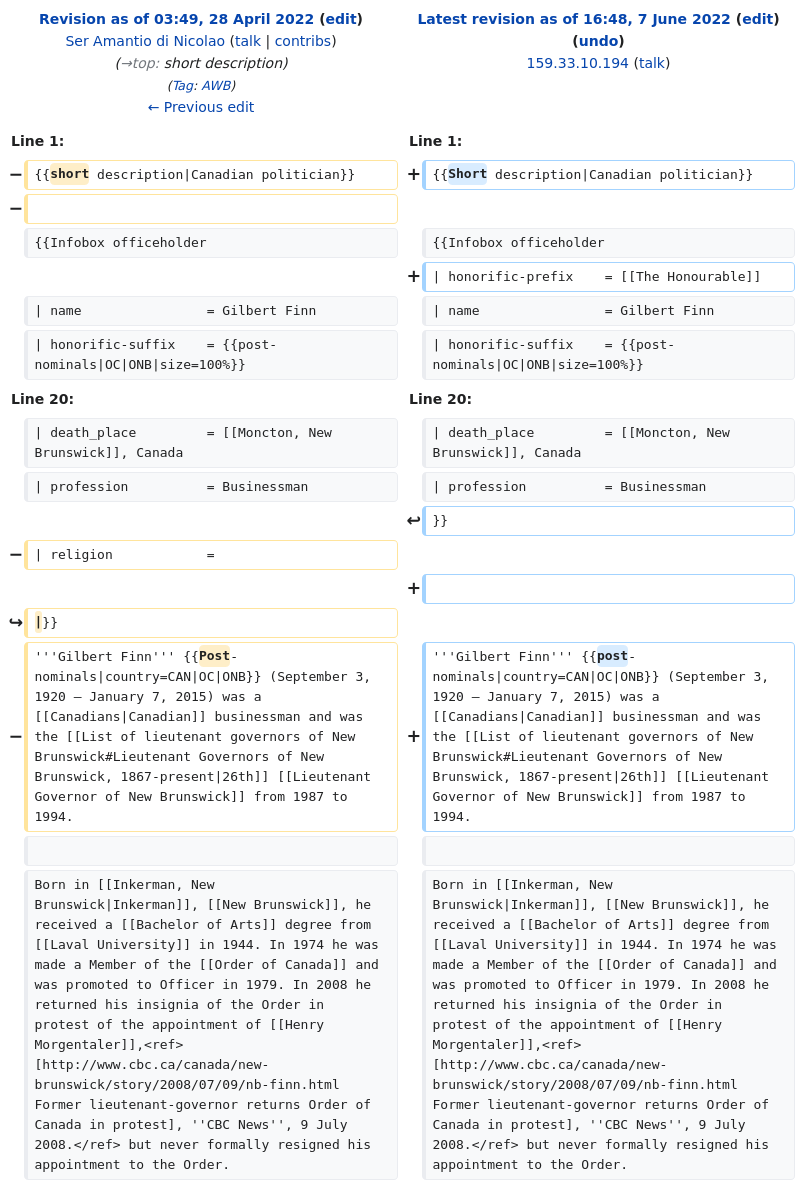 Revision as of 03:49, 28 April 2022 (edit)
Ser Amantio di Nicolao (talk | contribs)
(→top: short description)
(Tag: AWB)
← Previous edit
Latest revision as of 16:48, 7 June 2022 (edit)
(undo)
159.33.10.194 (talk)
Line 1:
Line 1:
− {{short description|Canadian politician}}
+ {{Short description|Canadian politician}}
−
{{Infobox officeholder
{{Infobox officeholder
+ | honorific-prefix    = [[The Honourable]]
| name                = Gilbert Finn
| name                = Gilbert Finn
| honorific-suffix    = {{post-
nominals|OC|ONB|size=100%}}
| honorific-suffix    = {{post-
nominals|OC|ONB|size=100%}}
Line 20:
Line 20:
| death_place         = [[Moncton, New
Brunswick]], Canada
| death_place         = [[Moncton, New
Brunswick]], Canada
| profession          = Businessman
| profession          = Businessman
↩ }}
− | religion            =
+
↪ |}}
− '''Gilbert Finn''' {{Post-
nominals|country=CAN|OC|ONB}} (September 3,
1920 – January 7, 2015) was a
[[Canadians|Canadian]] businessman and was
the [[List of lieutenant governors of New
Brunswick#Lieutenant Governors of New
Brunswick, 1867-present|26th]] [[Lieutenant
Governor of New Brunswick]] from 1987 to
1994.
+ '''Gilbert Finn''' {{post-
nominals|country=CAN|OC|ONB}} (September 3,
1920 – January 7, 2015) was a
[[Canadians|Canadian]] businessman and was
the [[List of lieutenant governors of New
Brunswick#Lieutenant Governors of New
Brunswick, 1867-present|26th]] [[Lieutenant
Governor of New Brunswick]] from 1987 to
1994.
Born in [[Inkerman, New
Brunswick|Inkerman]], [[New Brunswick]], he
received a [[Bachelor of Arts]] degree from
[[Laval University]] in 1944. In 1974 he was
made a Member of the [[Order of Canada]] and
was promoted to Officer in 1979. In 2008 he
returned his insignia of the Order in
protest of the appointment of [[Henry
Morgentaler]],<ref>
[http://www.cbc.ca/canada/new-
brunswick/story/2008/07/09/nb-finn.html
Former lieutenant-governor returns Order of
Canada in protest], ''CBC News'', 9 July
2008.</ref> but never formally resigned his
appointment to the Order.
Born in [[Inkerman, New
Brunswick|Inkerman]], [[New Brunswick]], he
received a [[Bachelor of Arts]] degree from
[[Laval University]] in 1944. In 1974 he was
made a Member of the [[Order of Canada]] and
was promoted to Officer in 1979. In 2008 he
returned his insignia of the Order in
protest of the appointment of [[Henry
Morgentaler]],<ref>
[http://www.cbc.ca/canada/new-
brunswick/story/2008/07/09/nb-finn.html
Former lieutenant-governor returns Order of
Canada in protest], ''CBC News'', 9 July
2008.</ref> but never formally resigned his
appointment to the Order.